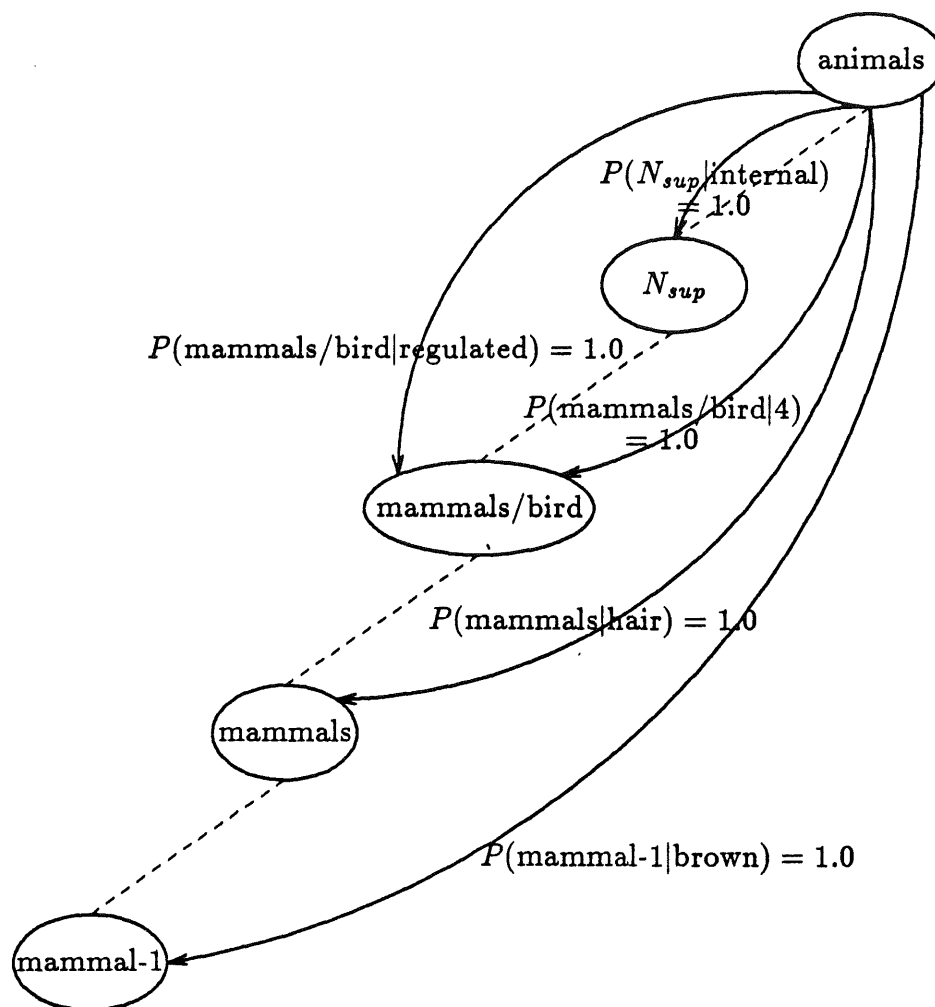 animals
P(N_sup|internal)
= 1.0
N_sup
P(mammals/bird|regulated) = 1.0
P(mammals/bird|4)
= 1.0
mammals/bird
P(mammals|hair) = 1.0
mammals
P(mammal-1|brown) = 1.0
mammal-1